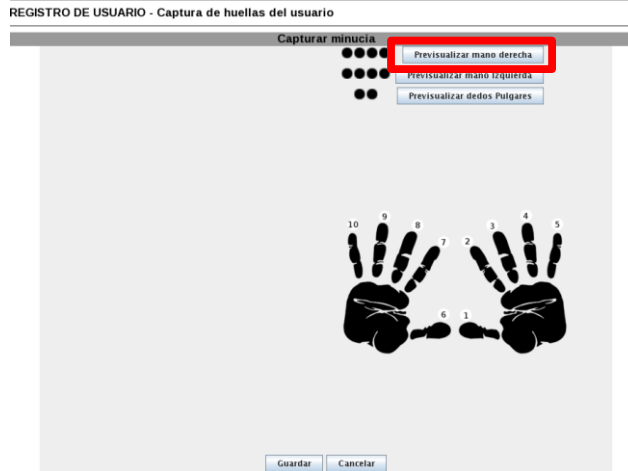 REGISTRO DE USUARIO - Captura de huellas del usuario
Capturar minucia
Previsualizar mano derecha
Previsualizar mano Izquierda
Previsualizar dedos Pulgares
10 9 8 7 2 3 4 5
6 1
Guardar Cancelar